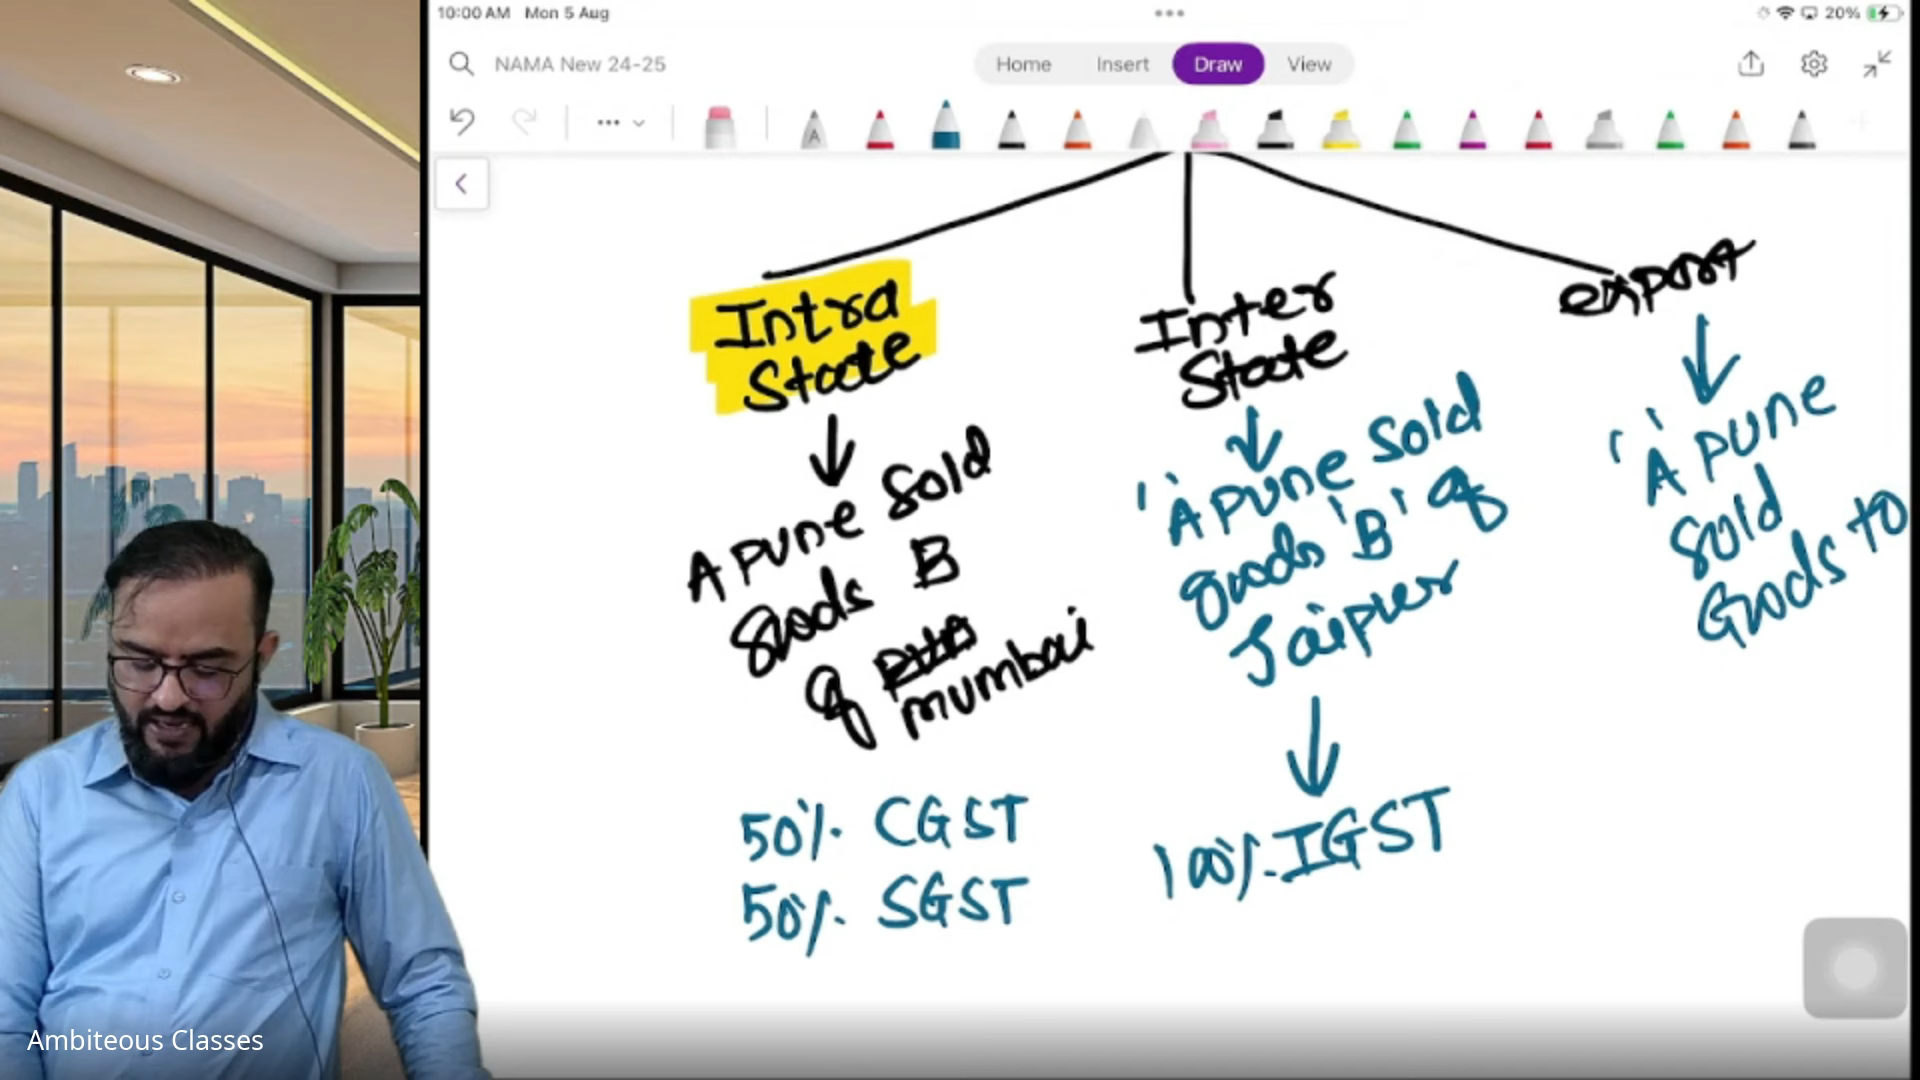 10:00 AM Mon 5 Aug
20%
NAMA New 24-25
Home Insert Draw View
A
Intra
State
Inter
State
export
A Pune Sold
Goods B
of
mumbai
'A' Pune Sold
goods 'B' of
Jaipur
'A' Pune
Sold
Goods to
50% CGST
50% SGST
100% IGST
Ambiteous Classes